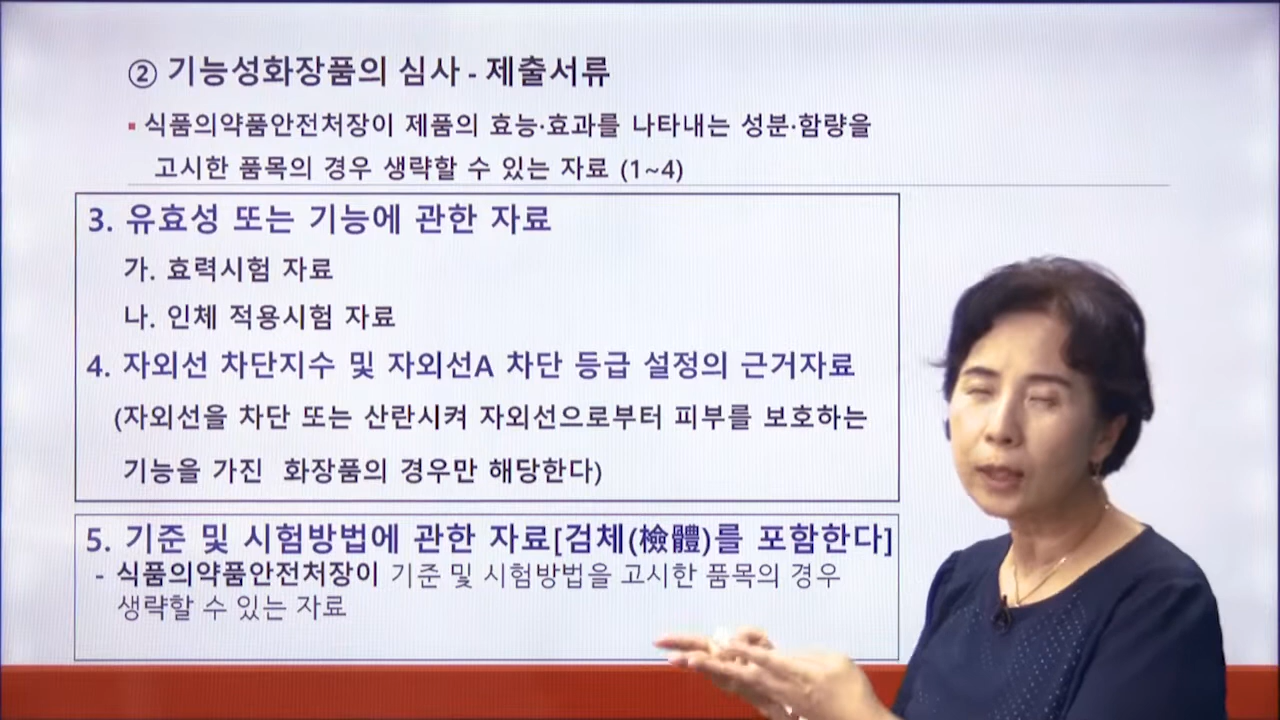 ② 기능성화장품의 심사 - 제출서류
▪ 식품의약품안전처장이 제품의 효능·효과를 나타내는 성분·함량을
고시한 품목의 경우 생략할 수 있는 자료 (1~4)
3. 유효성 또는 기능에 관한 자료
가. 효력시험 자료
나. 인체 적용시험 자료
4. 자외선 차단지수 및 자외선A 차단 등급 설정의 근거자료
(자외선을 차단 또는 산란시켜 자외선으로부터 피부를 보호하는
기능을 가진 화장품의 경우만 해당한다)
5. 기준 및 시험방법에 관한 자료[검체(檢體)를 포함한다]
- 식품의약품안전처장이 기준 및 시험방법을 고시한 품목의 경우
생략할 수 있는 자료